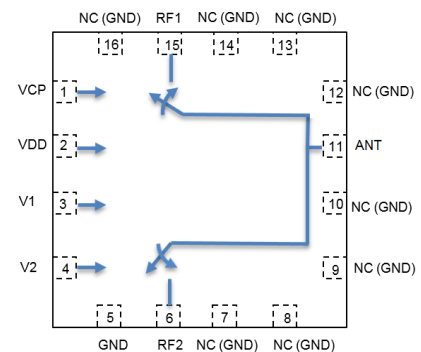 NC (GND) RF1 NC (GND) NC (GND)
16 15 14 13
VCP 1 12 NC (GND)
VDD 2 11 ANT
V1 3 10 NC (GND)
V2 4 9 NC (GND)
5 6 7 8
GND RF2 NC (GND) NC (GND)